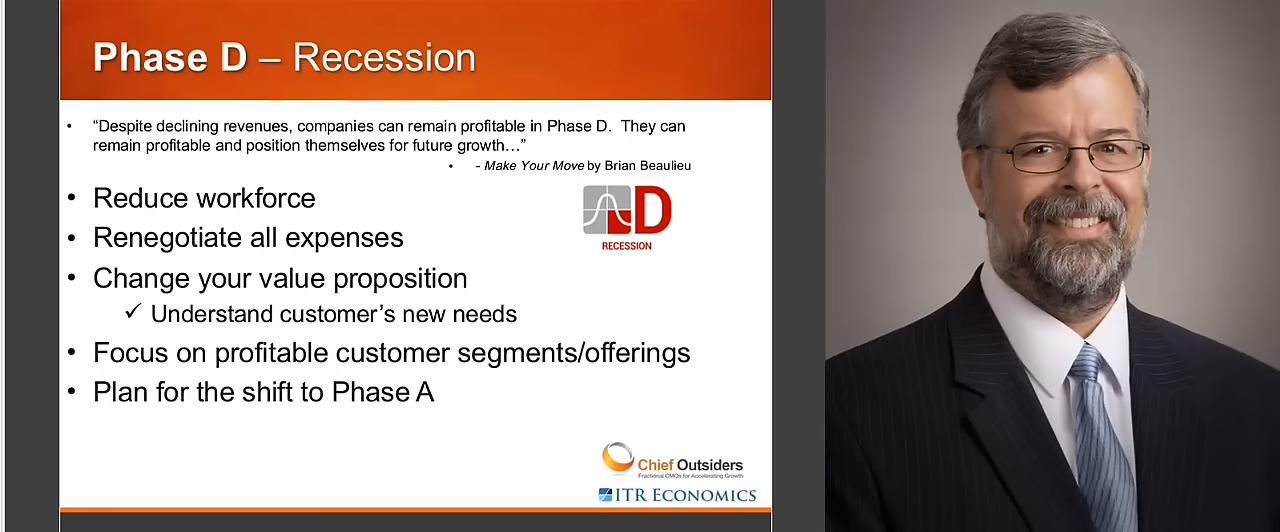 Phase D – Recession
• “Despite declining revenues, companies can remain profitable in Phase D. They can
remain profitable and position themselves for future growth…”
• - Make Your Move by Brian Beaulieu
• Reduce workforce
• Renegotiate all expenses
• Change your value proposition
✓ Understand customer’s new needs
• Focus on profitable customer segments/offerings
• Plan for the shift to Phase A
D
RECESSION
Chief Outsiders
Fractional CMOs for Accelerating Growth
ITR ECONOMICS